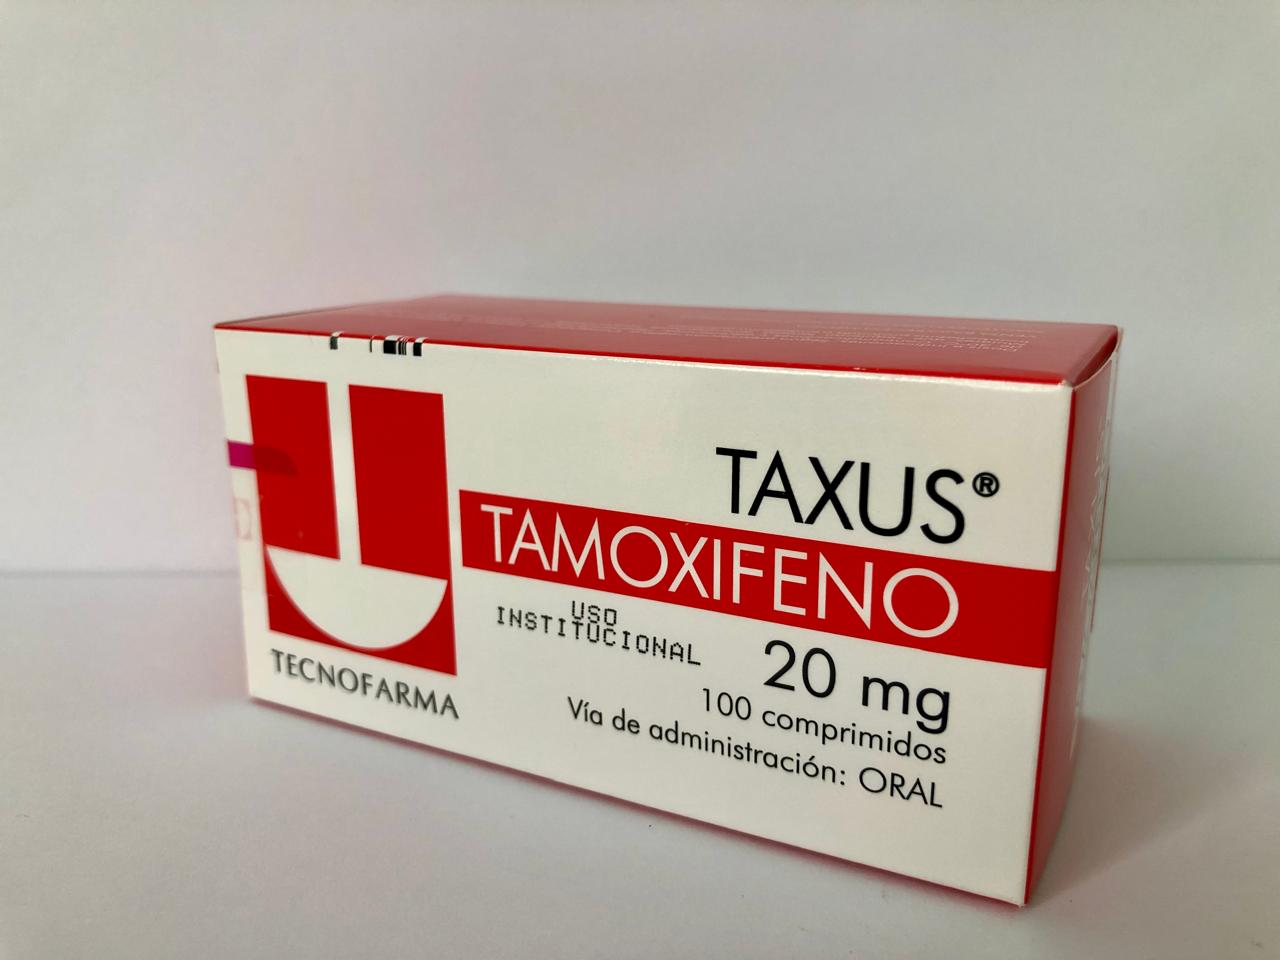 TAXUS®
TAMOXIFENO
USO
INSTITUCIONAL
20 mg
100 comprimidos
Vía de administración: ORAL
TECNOFARMA